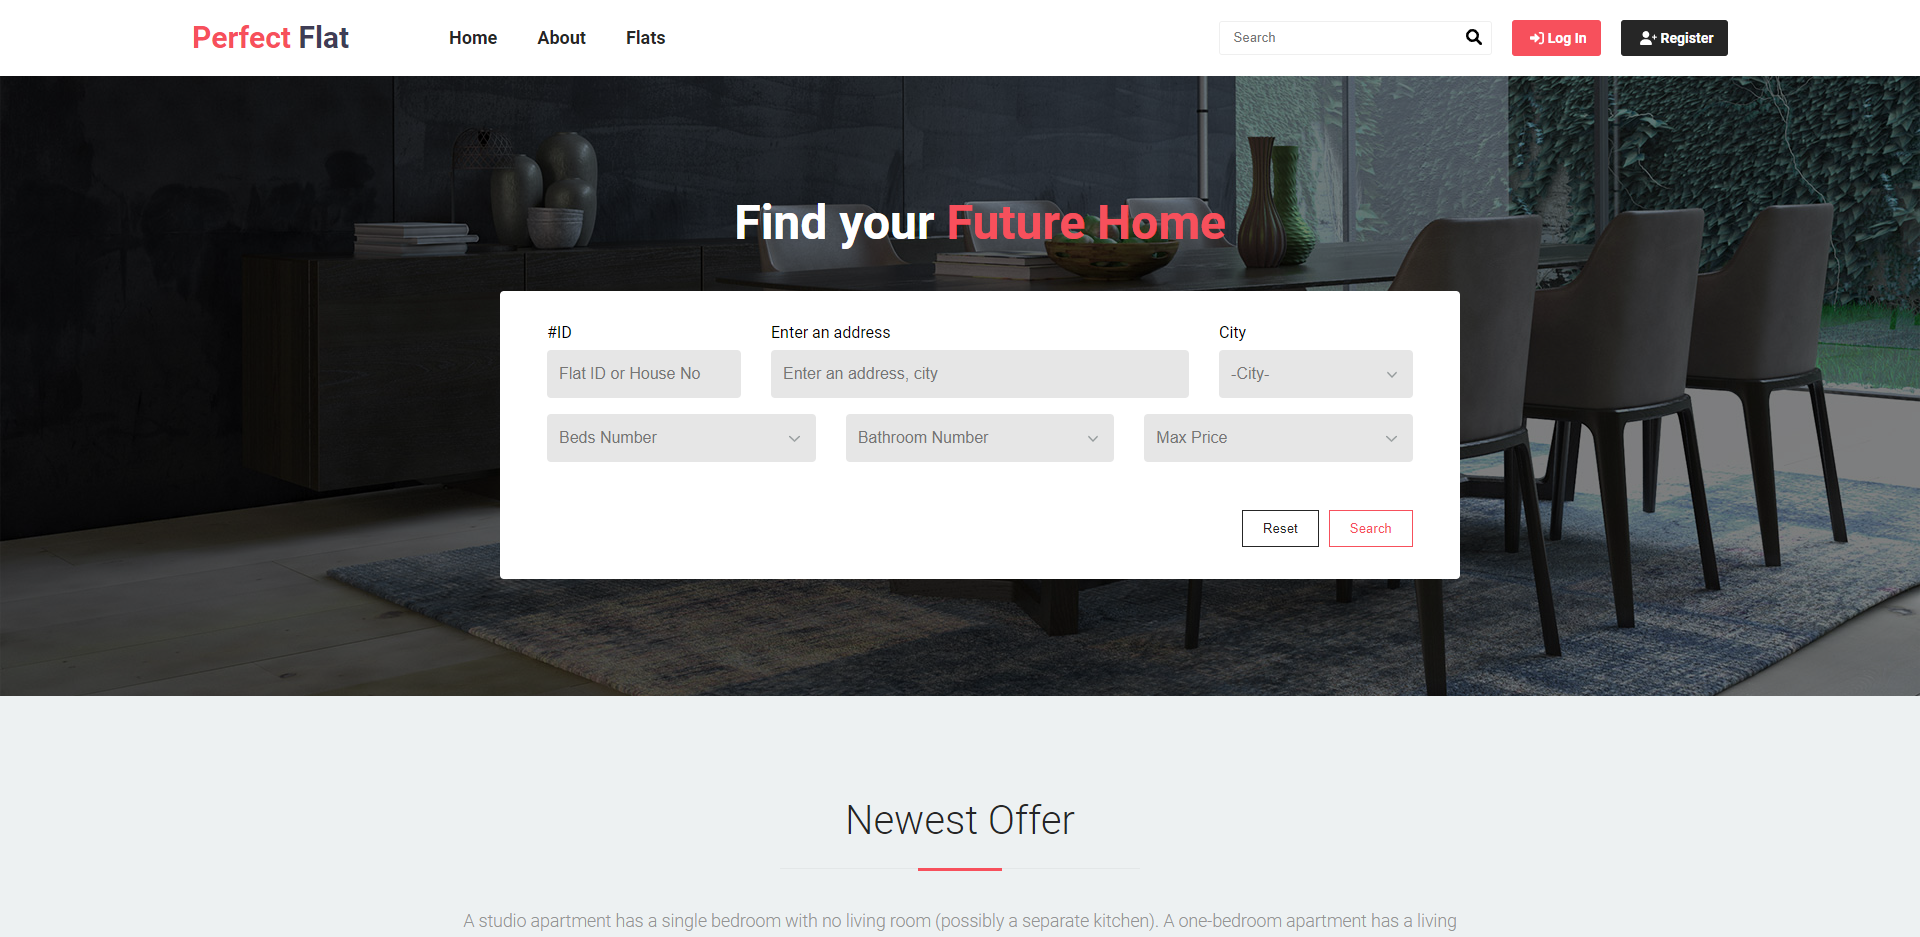 Perfect Flat
Home About Flats
Search
Log In
Register
Find your Future Home
#ID
Enter an address
City
Flat ID or House No
Enter an address, city
-City-
Beds Number
Bathroom Number
Max Price
Reset
Search
Newest Offer
A studio apartment has a single bedroom with no living room (possibly a separate kitchen). A one-bedroom apartment has a living